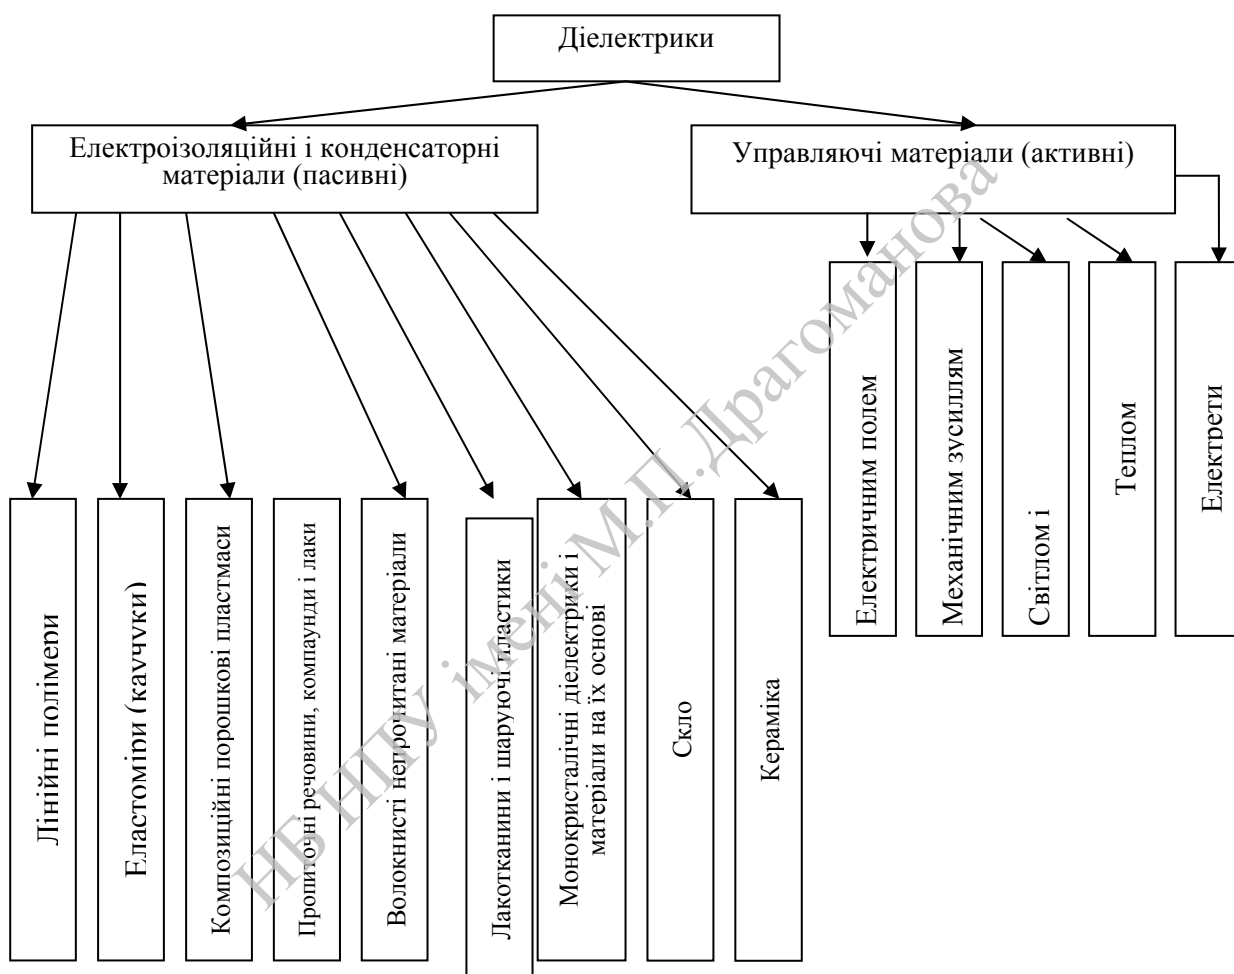 Діелектрики
Електроізоляційні і конденсаторні
матеріали (пасивні)
Управляючі матеріали (активні)
Електричним полем
Механічним зусиллям
Світлом і
Теплом
Електрети
Лінійні полімери
Еластоміри (каучуки)
Композиційні порошкові пластмаси
Пропиточні речовини, компаунди і лаки
Волокнисті непрочитані матеріали
Лакотканини і шаруючі пластики
Монокристалічні діелектрики і
матеріали на їх основі
Скло
Кераміка
НБ НПУ імені М.П.Драгоманова